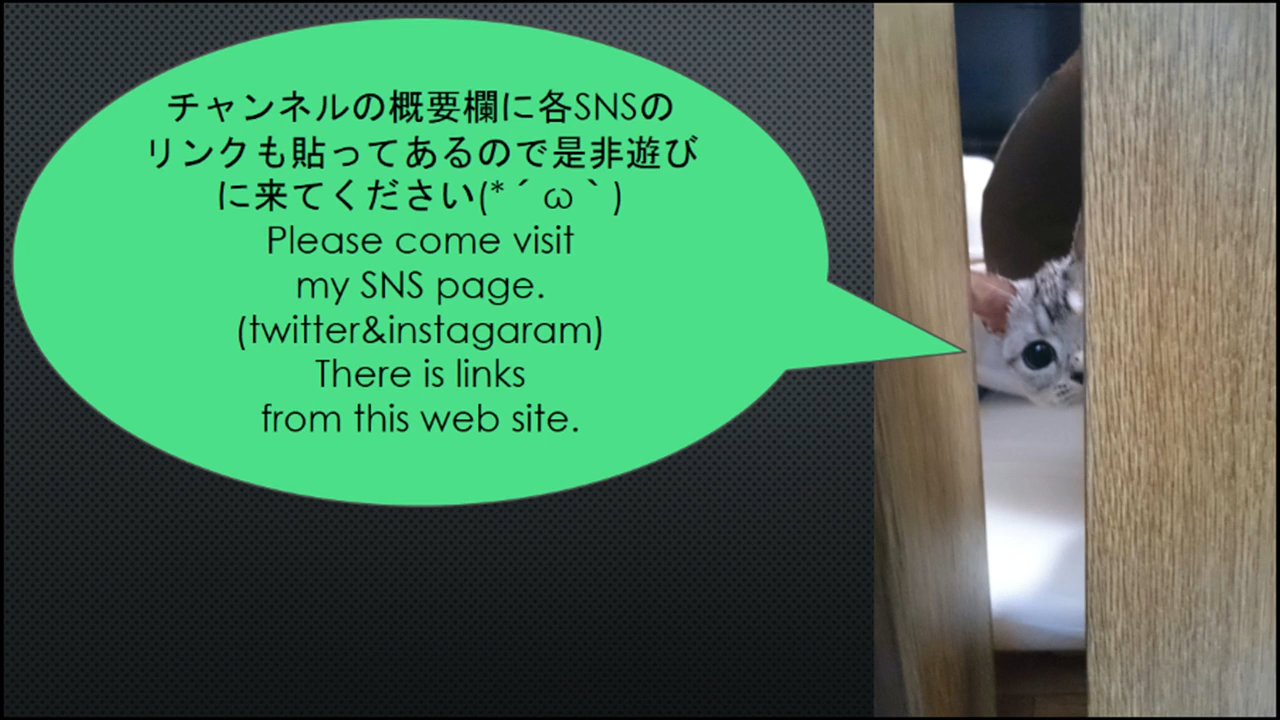 チャンネルの概要欄に各SNSの
リンクも貼ってあるので是非遊び
に来てください(*´ω｀)
Please come visit
my SNS page.
(twitter&instagaram)
There is links
from this web site.